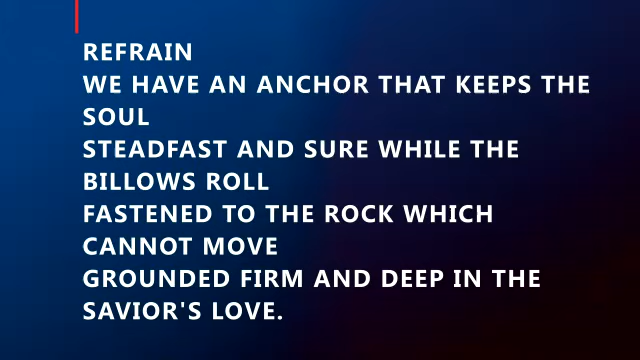 REFRAIN
WE HAVE AN ANCHOR THAT KEEPS THE
SOUL
STEADFAST AND SURE WHILE THE
BILLOWS ROLL
FASTENED TO THE ROCK WHICH
CANNOT MOVE
GROUNDED FIRM AND DEEP IN THE
SAVIOR'S LOVE.